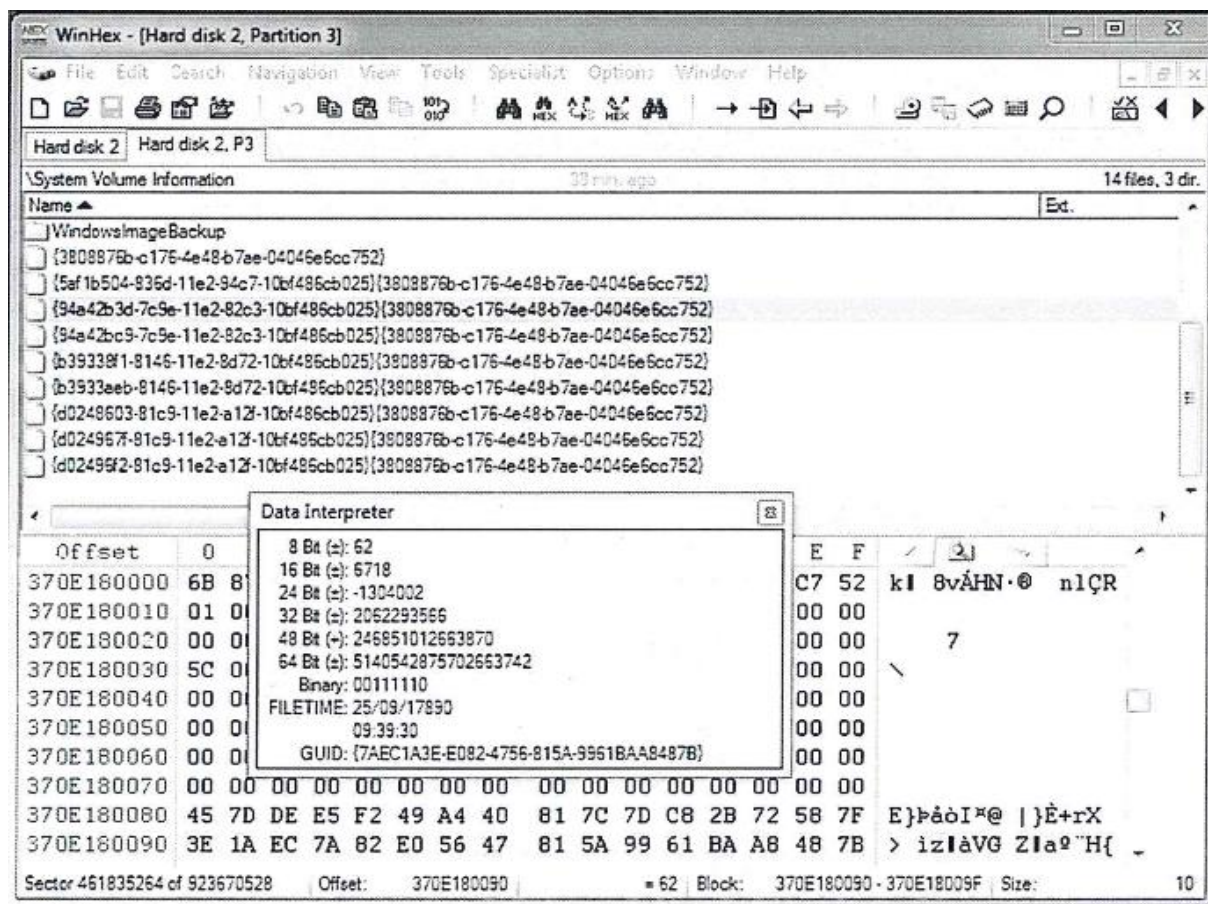 WinHex - [Hard disk 2, Partition 3]
File Edit Search Navigation View Tools Specialist Options Window Help
Hard disk 2 Hard disk 2, P3
\System Volume Information 33 min. ago 14 files, 3 dir.
Name Ext.
WindowsImageBackup
{3808876b-c176-4e48-b7ae-04046e6cc752}
{5af1b504-836d-11e2-94c7-10bf486cb025}{3808876b-c176-4e48-b7ae-04046e6cc752}
{94a42b3d-7c9e-11e2-82c3-10bf486cb025}{3808876b-c176-4e48-b7ae-04046e6cc752}
{94a42bc9-7c9e-11e2-82c3-10bf486cb025}{3808876b-c176-4e48-b7ae-04046e6cc752}
{b39338f1-8146-11e2-8d72-10bf486cb025}{3808876b-c176-4e48-b7ae-04046e6cc752}
{b3933aeb-8146-11e2-8d72-10bf486cb025}{3808876b-c176-4e48-b7ae-04046e6cc752}
{d0248603-81c9-11e2-a12f-10bf486cb025}{3808876b-c176-4e48-b7ae-04046e6cc752}
{d024967f-81c9-11e2-a12f-10bf486cb025}{3808876b-c176-4e48-b7ae-04046e6cc752}
{d02496f2-81c9-11e2-a12f-10bf486cb025}{3808876b-c176-4e48-b7ae-04046e6cc752}
Data Interpreter
8 Bit (±): 62
16 Bit (±): 6718
24 Bit (±): -1304002
32 Bit (±): 2062293566
48 Bit (+): 246851012663870
64 Bit (±): 5140542875702663742
Binary: 00111110
FILETIME: 25/09/17890
09:39:30
GUID: {7AEC1A3E-E082-4756-815A-9961BAA8487B}
Offset 0 E F
370E180000 6B 8 C7 52 8vÁHN·® nlÇR
370E180010 01 0 00 00
370E180020 00 0 00 00 7
370E180030 5C 0 00 00 \
370E180040 00 0 00 00
370E180050 00 0 00 00
370E180060 00 0 00 00
370E180070 00 00 00 00 00 00 00 00 00 00 00 00 00 00 00 00
370E180080 45 7D DE E5 F2 49 A4 40 81 7C 7D C8 2B 72 58 7F E}ÞåòI¤@ |}È+rX
370E180090 3E 1A EC 7A 82 E0 56 47 81 5A 99 61 BA A8 48 7B > ìz‖àVG Z‖aº¨H{
Sector 461835264 of 923670528 Offset: 370E180090 = 62 Block: 370E180090 - 370E18009F Size: 10